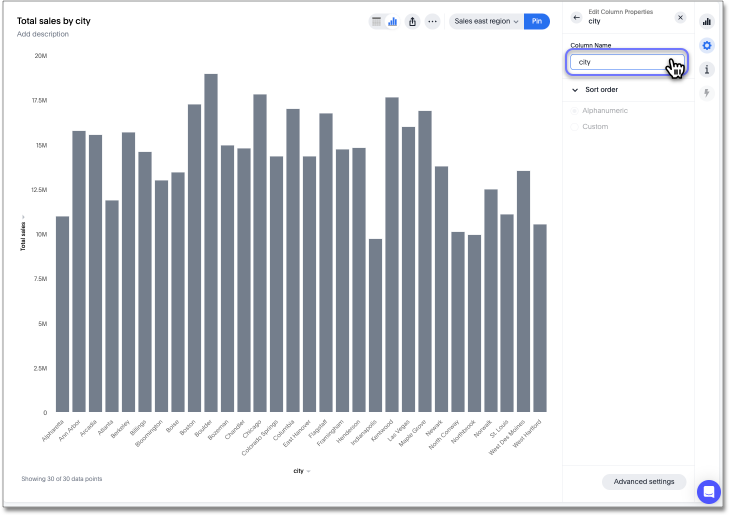 Total sales by city
Add description
Sales east region
Pin
Edit Column Properties
city
Column Name
city
Sort order
Alphanumeric
Custom
20M
17.5M
15M
12.5M
10M
7.5M
5M
2.5M
0
Total sales
Alpharetta
Ann Arbor
Arcadia
Atlanta
Berkeley
Billings
Bloomington
Boise
Boston
Boulder
Bozeman
Chandler
Chicago
Colorado Springs
Columbia
East Hanover
Flagstaff
Framingham
Henderson
Indianapolis
Kenwood
Las Vegas
Maple Grove
Newark
North Conway
Northbrook
Norwalk
St. Louis
West Des Moines
West Hartford
city
Showing 30 of 30 data points
Advanced settings